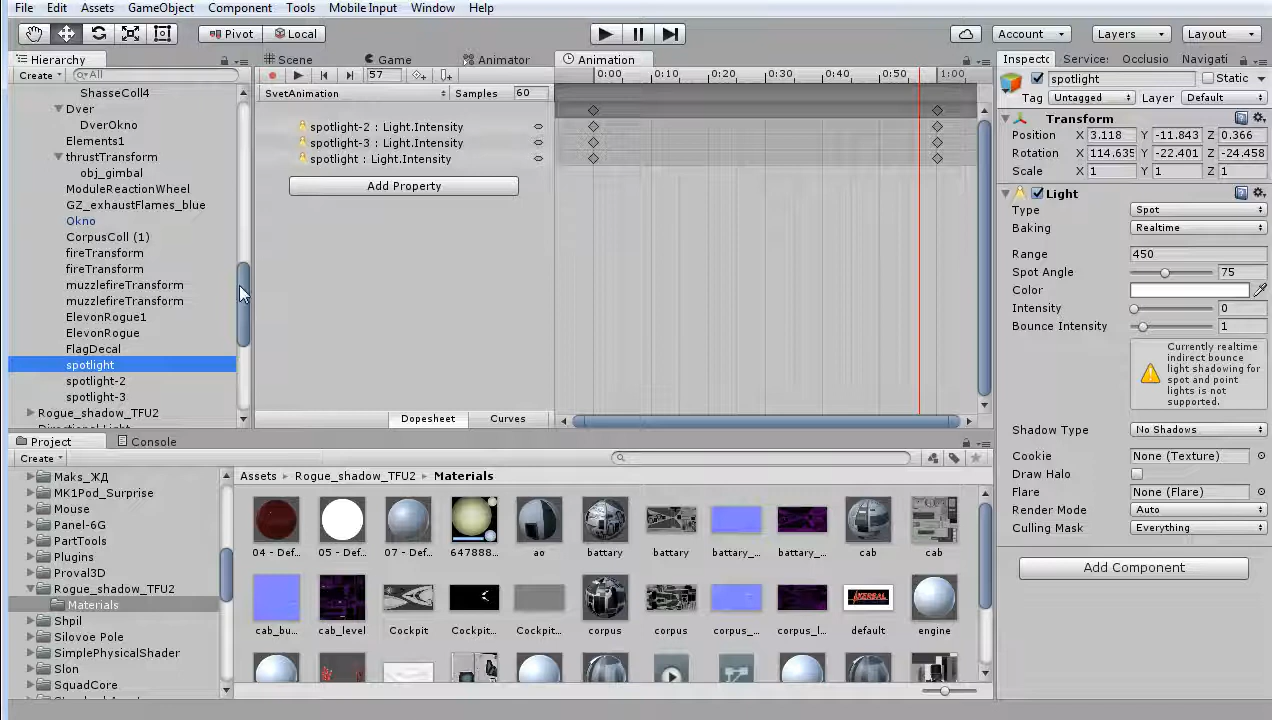 File Edit Assets GameObject Component Tools Mobile Input Window Help
Pivot Local Account Layers Layout
Hierarchy Scene Game Animator Animation Inspecto Services Occlusio Navigati
Create All 57 0:00 0:10 0:20 0:30 0:40 0:50 1:00 spotlight Static
SvetAnimation Samples 60 Tag Untagged Layer Default
ShasseColl4
Dver
DverOkno
Elements1
thrustTransform
obj_gimbal
ModuleReactionWheel
GZ_exhaustFlames_blue
Okno
CorpusColl (1)
fireTransform
fireTransform
muzzlefireTransform
muzzlefireTransform
ElevonRogue1
ElevonRogue
FlagDecal
spotlight
spotlight-2
spotlight-3
Rogue_shadow_TFU2
spotlight-2 : Light.Intensity
spotlight-3 : Light.Intensity
spotlight : Light.Intensity
Add Property
Dopesheet Curves
Transform
Position X 3.118 Y -11.843 Z 0.366
Rotation X 114.635 Y -22.401 Z -24.458
Scale X 1 Y 1 Z 1
Light
Type Spot
Baking Realtime
Range 450
Spot Angle 75
Color
Intensity 0
Bounce Intensity 1
Currently realtime
indirect bounce
light shadowing for
spot and point
lights is not
supported.
Shadow Type No Shadows
Cookie None (Texture)
Draw Halo
Flare None (Flare)
Render Mode Auto
Culling Mask Everything
Add Component
Project Console
Create
Maks_ЖД
MK1Pod_Surprise
Mouse
Panel-6G
PartTools
Plugins
Proval3D
Rogue_shadow_TFU2
Materials
Shpil
Silovoe Pole
SimplePhysicalShader
Slon
SquadCore
Assets Rogue_shadow_TFU2 Materials
04 - Def... 05 - Def... 07 - Def... 647888... ao battary battary battary_... battary_... cab cab
KERBAL
cab_bu... cab_level Cockpit Cockpit... Cockpit... corpus corpus corpus_... corpus_l... default engine